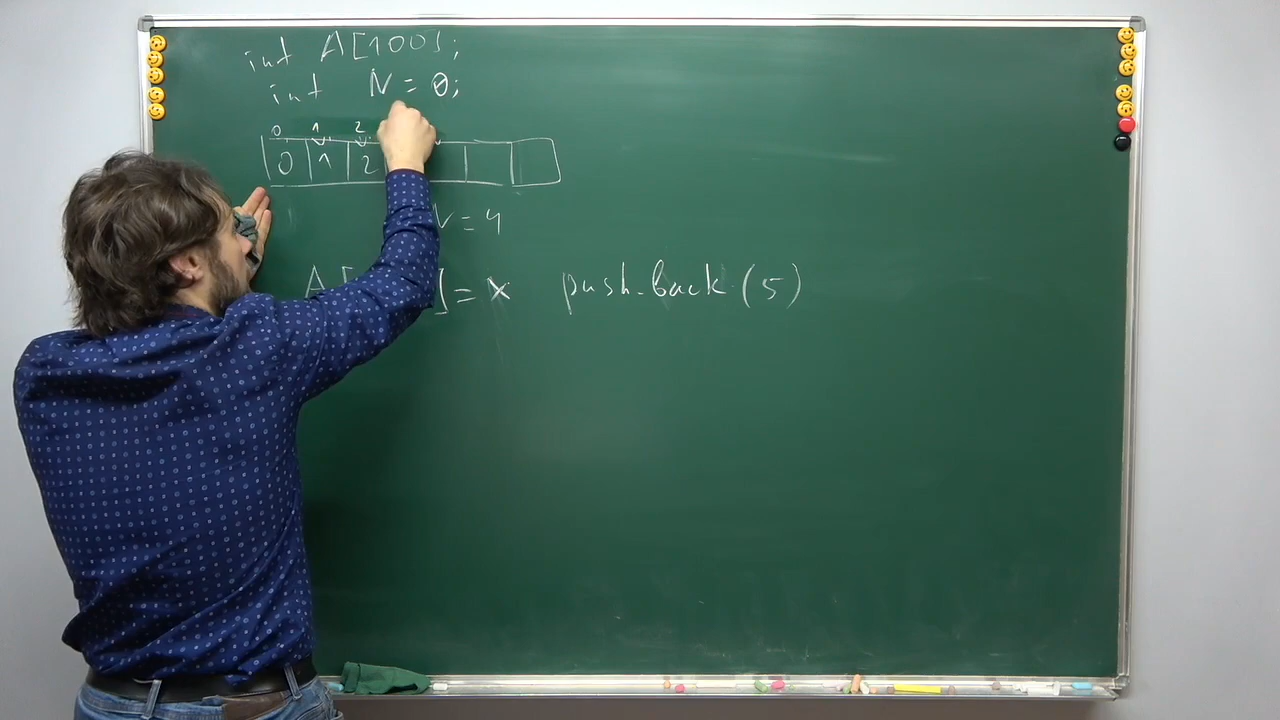 int A[100];
int N = 0;
0 1 2
0 1 2
N = 4
A[ ] = x push_back(5)